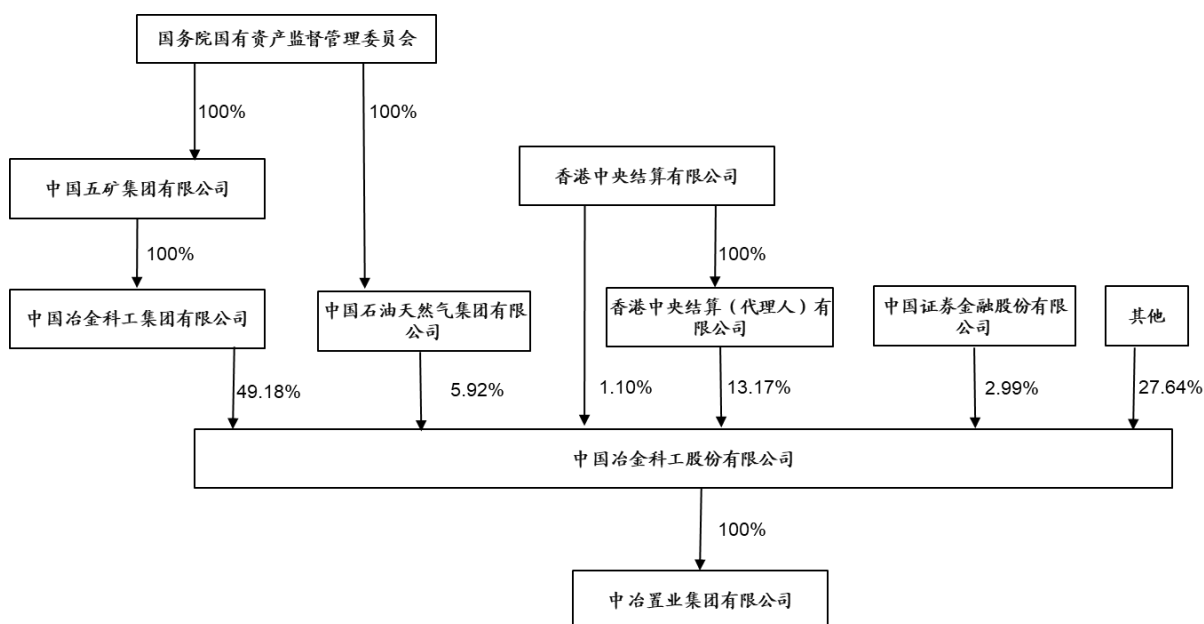 国务院国有资产监督管理委员会
100%
100%
中国五矿集团有限公司
香港中央结算有限公司
100%
100%
中国冶金科工集团有限公司
中国石油天然气集团有限
公司
香港中央结算（代理人）有
限公司
中国证券金融股份有限
公司
其他
49.18%
5.92%
1.10%
13.17%
2.99%
27.64%
中国冶金科工股份有限公司
100%
中冶置业集团有限公司